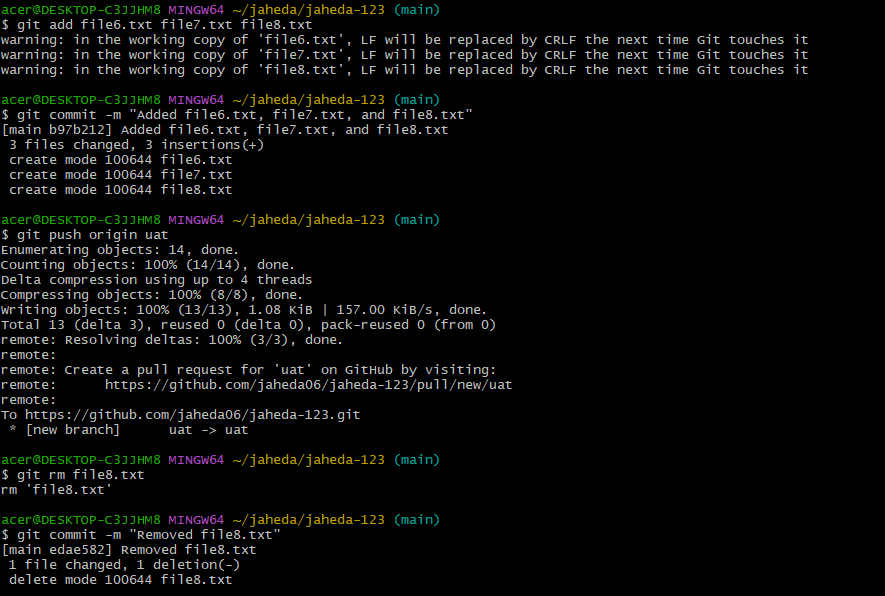 acer@DESKTOP-C3JJHM8 MINGW64 ~/jaheda/jaheda-123 (main)
$ git add file6.txt file7.txt file8.txt
warning: in the working copy of 'file6.txt', LF will be replaced by CRLF the next time Git touches it
warning: in the working copy of 'file7.txt', LF will be replaced by CRLF the next time Git touches it
warning: in the working copy of 'file8.txt', LF will be replaced by CRLF the next time Git touches it
acer@DESKTOP-C3JJHM8 MINGW64 ~/jaheda/jaheda-123 (main)
$ git commit -m "Added file6.txt, file7.txt, and file8.txt"
[main b97b212] Added file6.txt, file7.txt, and file8.txt
 3 files changed, 3 insertions(+)
 create mode 100644 file6.txt
 create mode 100644 file7.txt
 create mode 100644 file8.txt
acer@DESKTOP-C3JJHM8 MINGW64 ~/jaheda/jaheda-123 (main)
$ git push origin uat
Enumerating objects: 14, done.
Counting objects: 100% (14/14), done.
Delta compression using up to 4 threads
Compressing objects: 100% (8/8), done.
Writing objects: 100% (13/13), 1.08 KiB | 157.00 KiB/s, done.
Total 13 (delta 3), reused 0 (delta 0), pack-reused 0 (from 0)
remote: Resolving deltas: 100% (3/3), done.
remote:
remote: Create a pull request for 'uat' on GitHub by visiting:
remote:      https://github.com/jaheda06/jaheda-123/pull/new/uat
remote:
To https://github.com/jaheda06/jaheda-123.git
 * [new branch]      uat -> uat
acer@DESKTOP-C3JJHM8 MINGW64 ~/jaheda/jaheda-123 (main)
$ git rm file8.txt
rm 'file8.txt'
acer@DESKTOP-C3JJHM8 MINGW64 ~/jaheda/jaheda-123 (main)
$ git commit -m "Removed file8.txt"
[main edae582] Removed file8.txt
 1 file changed, 1 deletion(-)
 delete mode 100644 file8.txt